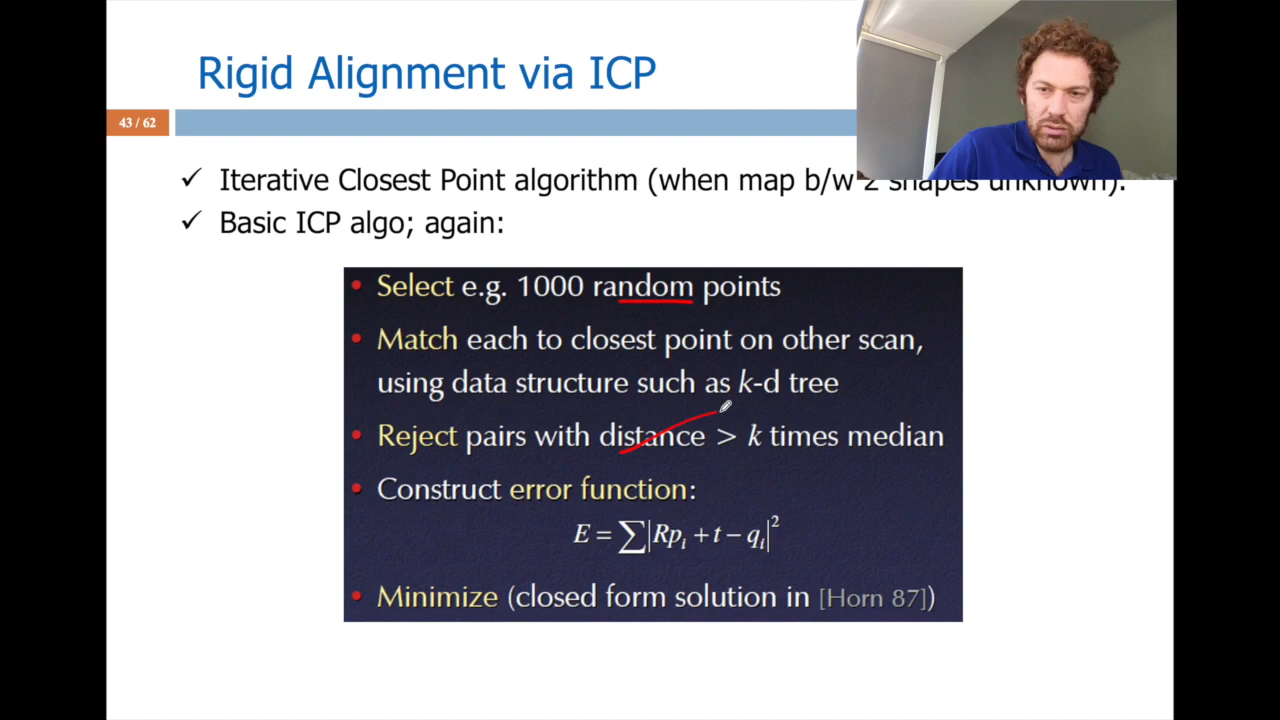 Rigid Alignment via ICP
43 / 62
✓ Iterative Closest Point algorithm (when map b/w 2 shapes unknown).
✓ Basic ICP algo; again:
• Select e.g. 1000 random points
• Match each to closest point on other scan,
using data structure such as k-d tree
• Reject pairs with distance > k times median
• Construct error function:
E = ∑|Rpᵢ + t − qᵢ|²
• Minimize (closed form solution in [Horn 87])